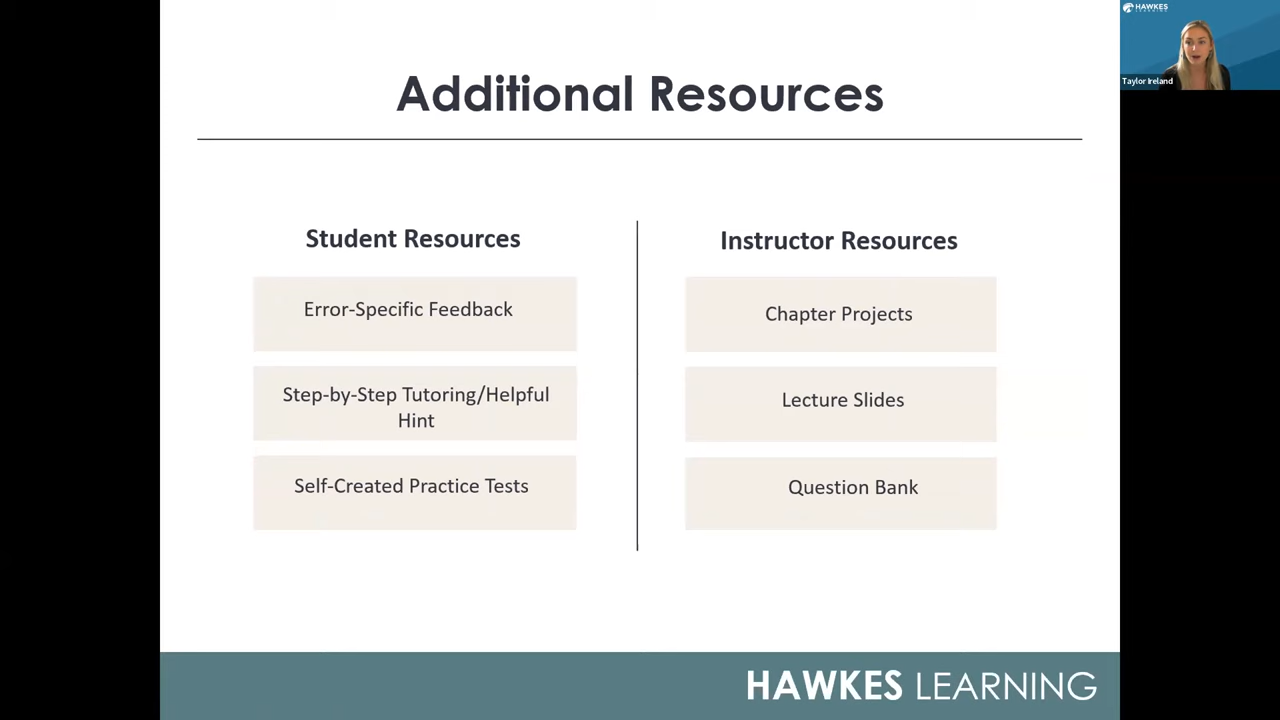 Additional Resources
Student Resources
Error-Specific Feedback
Step-by-Step Tutoring/Helpful
Hint
Self-Created Practice Tests
Instructor Resources
Chapter Projects
Lecture Slides
Question Bank
HAWKES LEARNING
HAWKES
LEARNING
Taylor Ireland